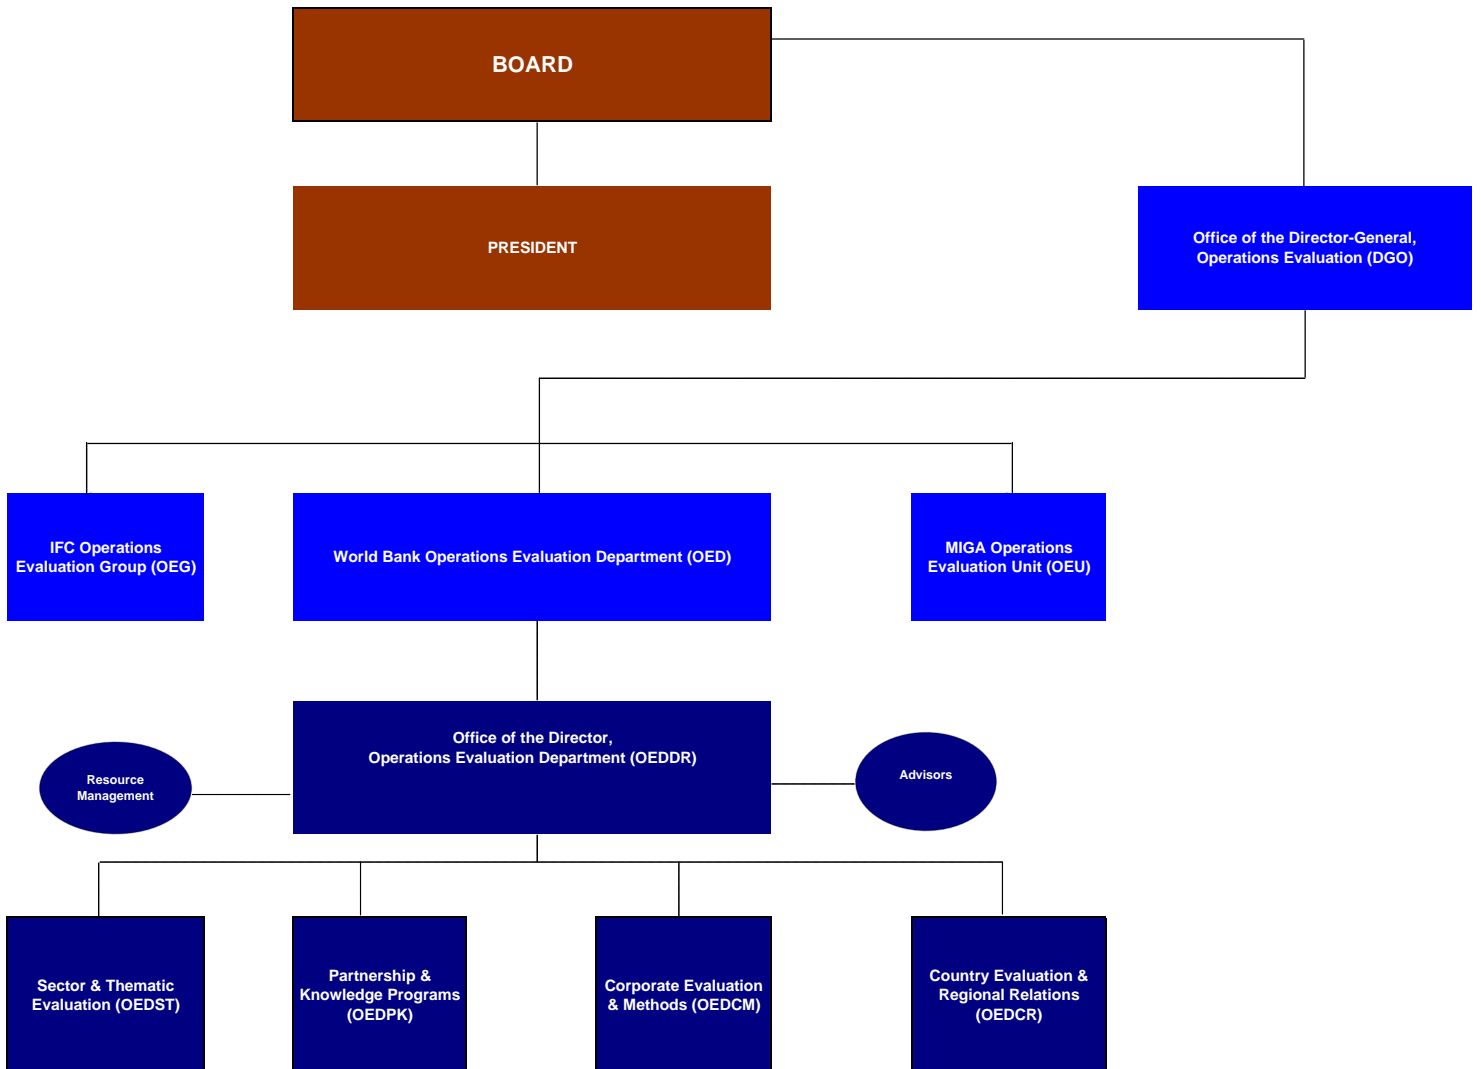 BOARD
PRESIDENT
Office of the Director-General,
Operations Evaluation (DGO)
IFC Operations
Evaluation Group (OEG)
World Bank Operations Evaluation Department (OED)
MIGA Operations
Evaluation Unit (OEU)
Office of the Director,
Operations Evaluation Department (OEDDR)
Resource
Management
Advisors
Sector & Thematic
Evaluation (OEDST)
Partnership &
Knowledge Programs
(OEDPK)
Corporate Evaluation
& Methods (OEDCM)
Country Evaluation &
Regional Relations
(OEDCR)